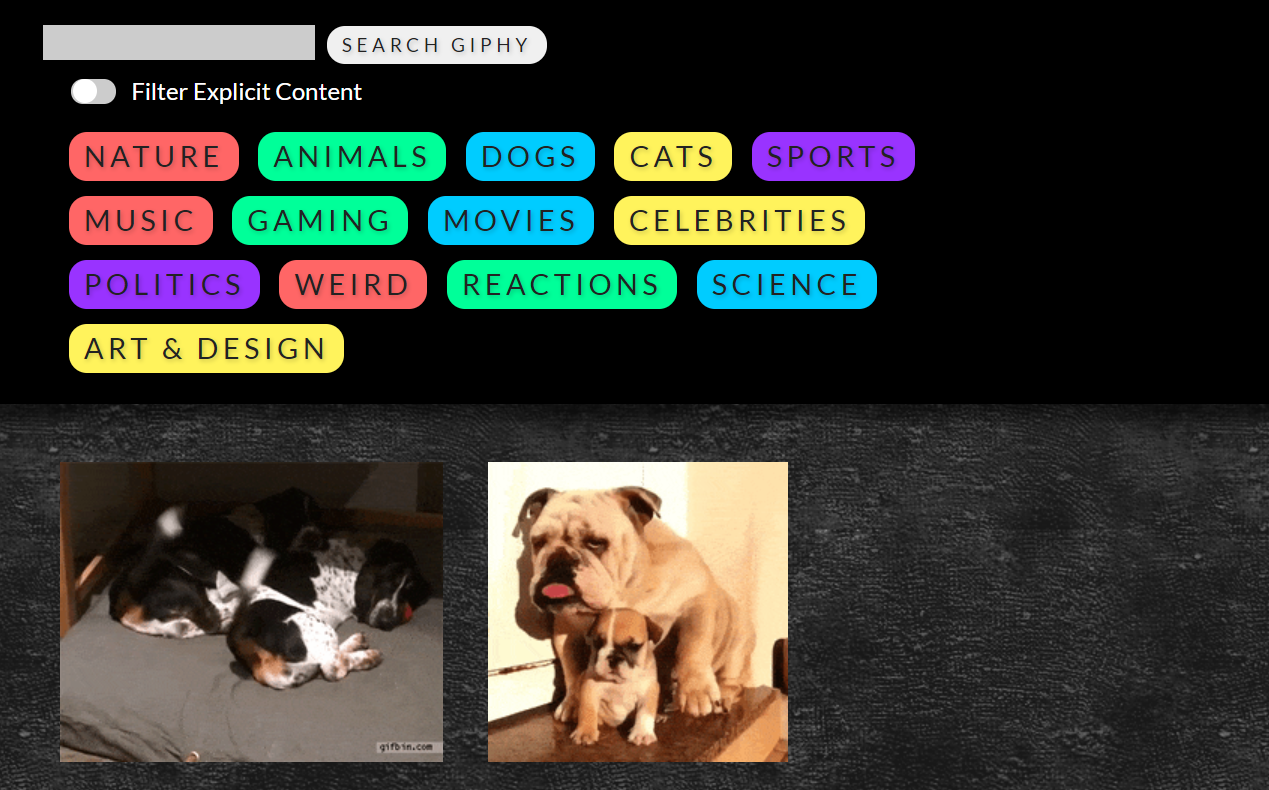 SEARCH GIPHY
Filter Explicit Content
NATURE ANIMALS DOGS CATS SPORTS
MUSIC GAMING MOVIES CELEBRITIES
POLITICS WEIRD REACTIONS SCIENCE
ART & DESIGN
gifbin.com